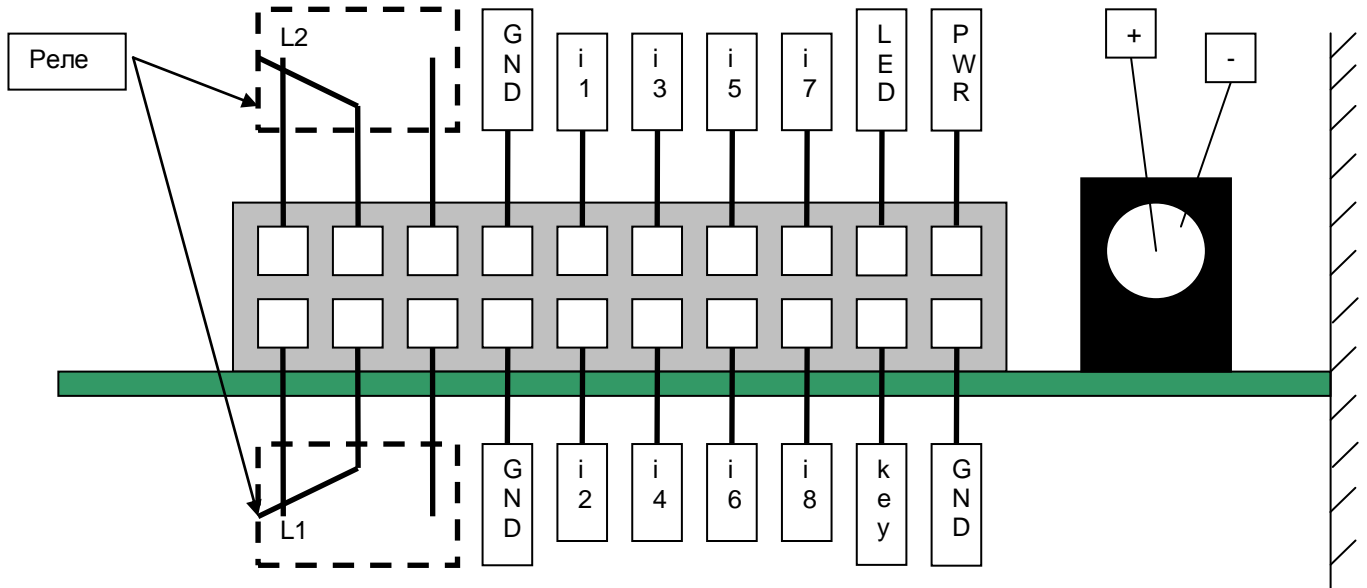 Реле
L2
GND
i1
i3
i5
i7
LED
PWR
+
-
L1
GND
i2
i4
i6
i8
key
GND